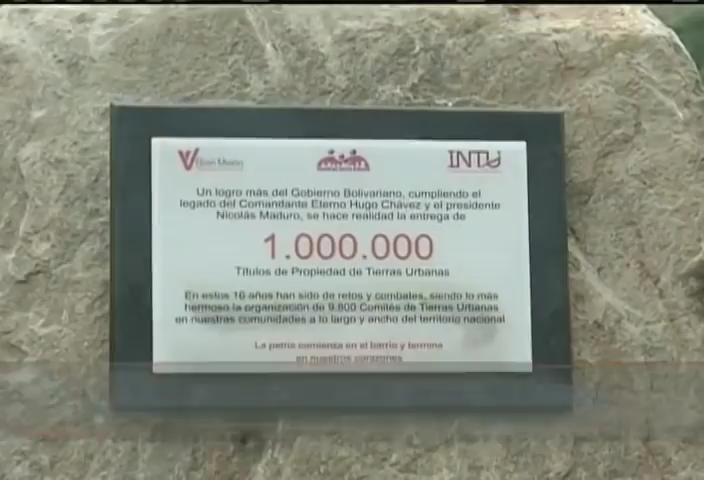 Gran Misión
INTU
Un logro más del Gobierno Bolivariano, cumpliendo el
legado del Comandante Eterno Hugo Chávez y el presidente
Nicolás Maduro, se hace realidad la entrega de
1.000.000
Títulos de Propiedad de Tierras Urbanas
En estos 16 años han sido de retos y combates, siendo lo más
hermoso la organización de 9.800 Comités de Tierras Urbanas
en nuestras comunidades a lo largo y ancho del territorio nacional
La patria comienza en el barrio y termina
en nuestros corazones